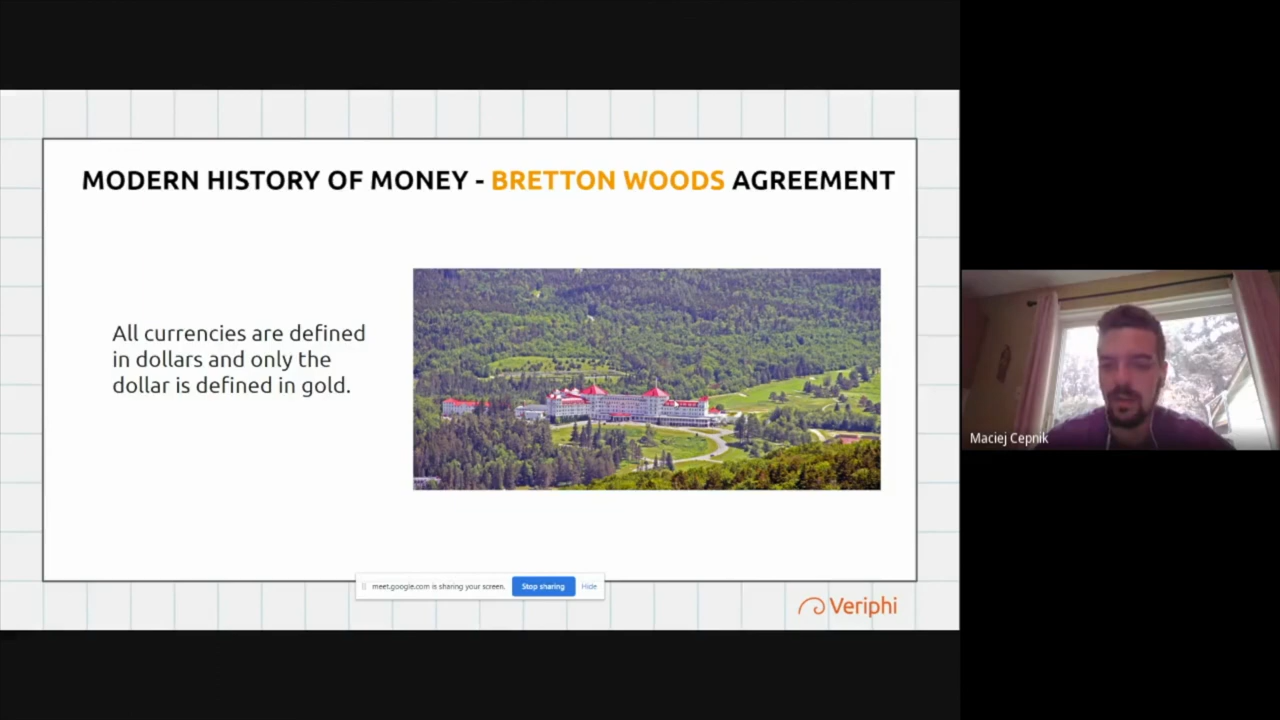 MODERN HISTORY OF MONEY - BRETTON WOODS AGREEMENT
All currencies are defined
in dollars and only the
dollar is defined in gold.
Maciej Cepnik
meet.google.com is sharing your screen. Stop sharing Hide
Veriphi